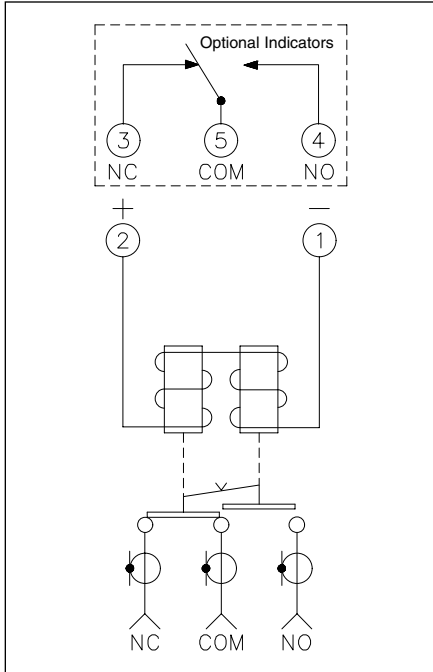 Optional Indicators
3 5 4
NC COM NO
+ −
2 1
NC COM NO